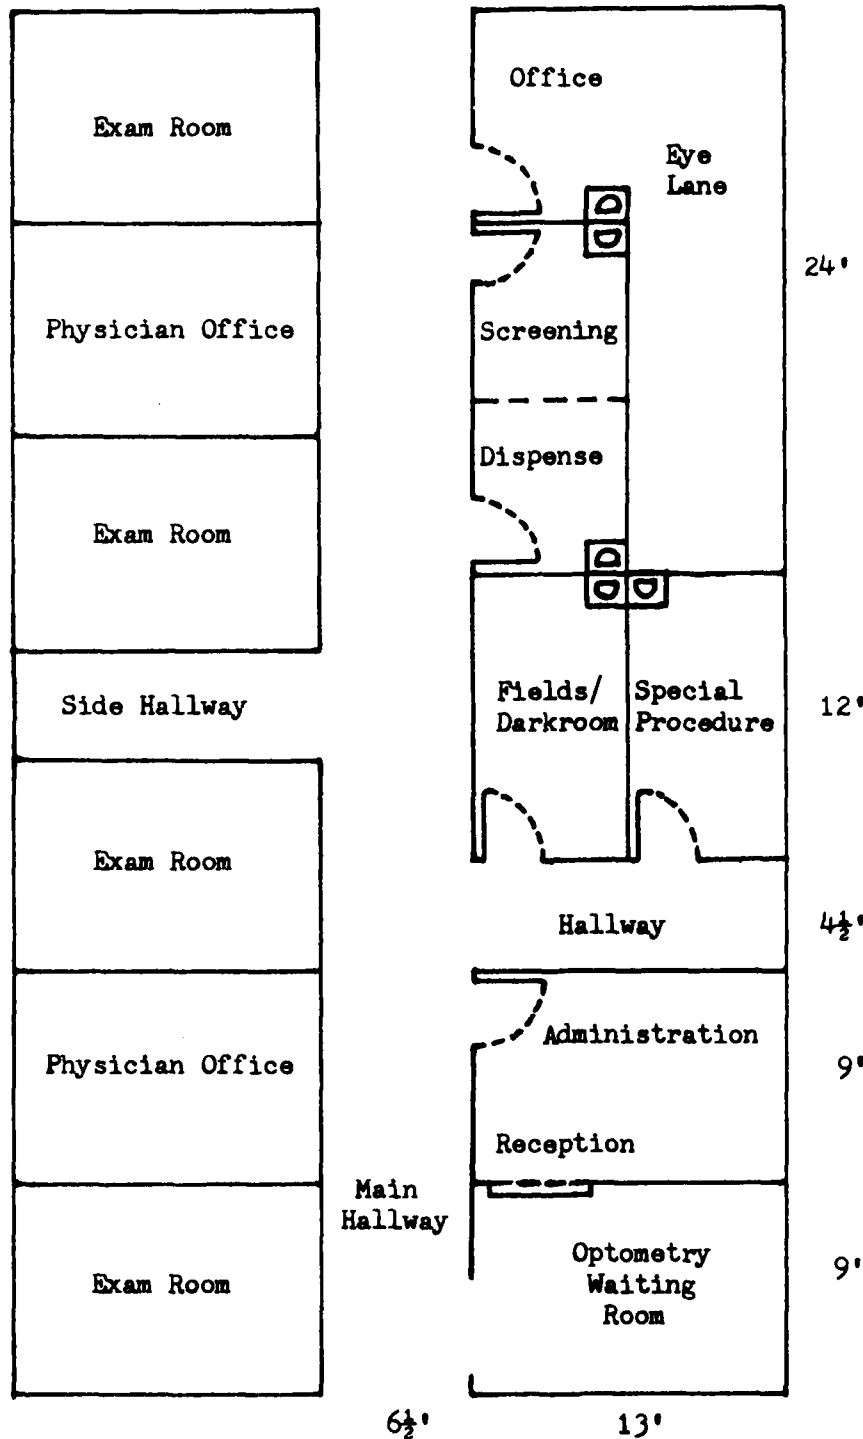 Office
Exam Room
Eye
Lane
24'
Physician Office
Screening
Dispense
Exam Room
Side Hallway
Fields/
Darkroom
Special
Procedure
12'
Exam Room
Hallway
4½'
Administration
Physician Office
9'
Reception
Main
Hallway
Optometry
Waiting
Room
9'
Exam Room
6½'
13'